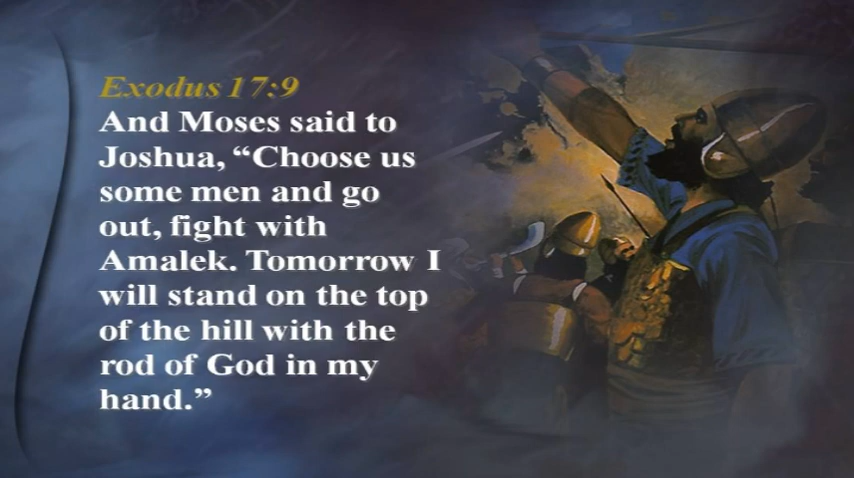 Exodus 17:9
And Moses said to
Joshua, “Choose us
some men and go
out, fight with
Amalek. Tomorrow I
will stand on the top
of the hill with the
rod of God in my
hand.”